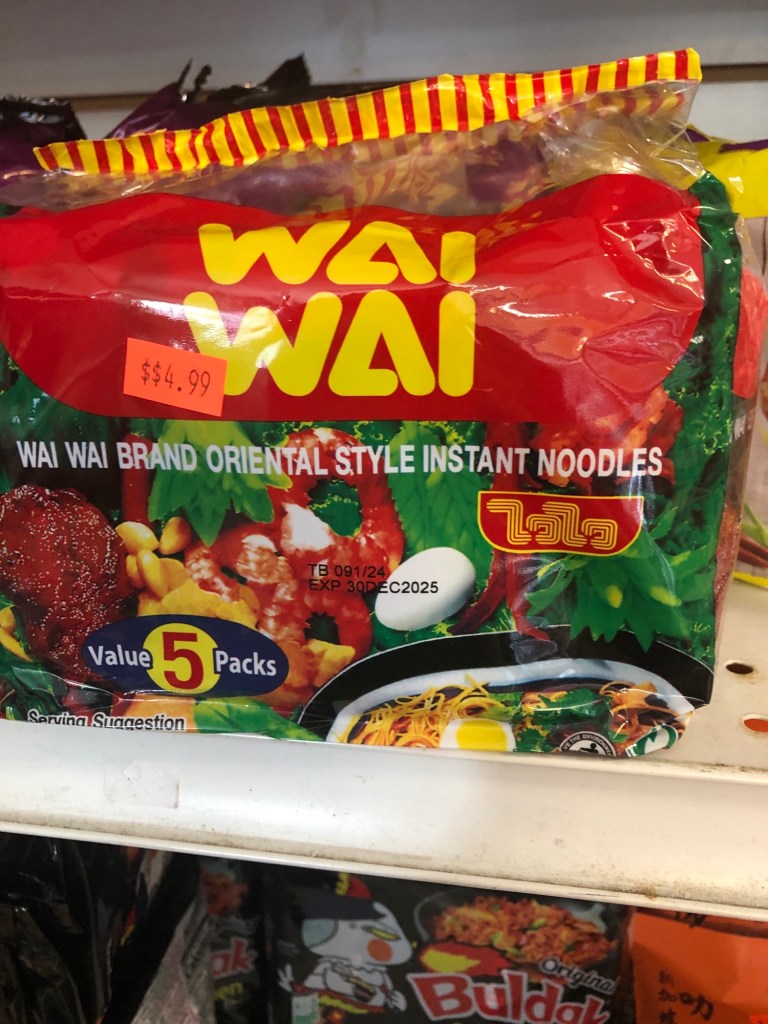 WAI
WAI
$$4.99
WAI WAI BRAND ORIENTAL STYLE INSTANT NOODLES
TB 091/24
EXP 30DEC2025
Value 5 Packs
Serving Suggestion
Original
Buldak